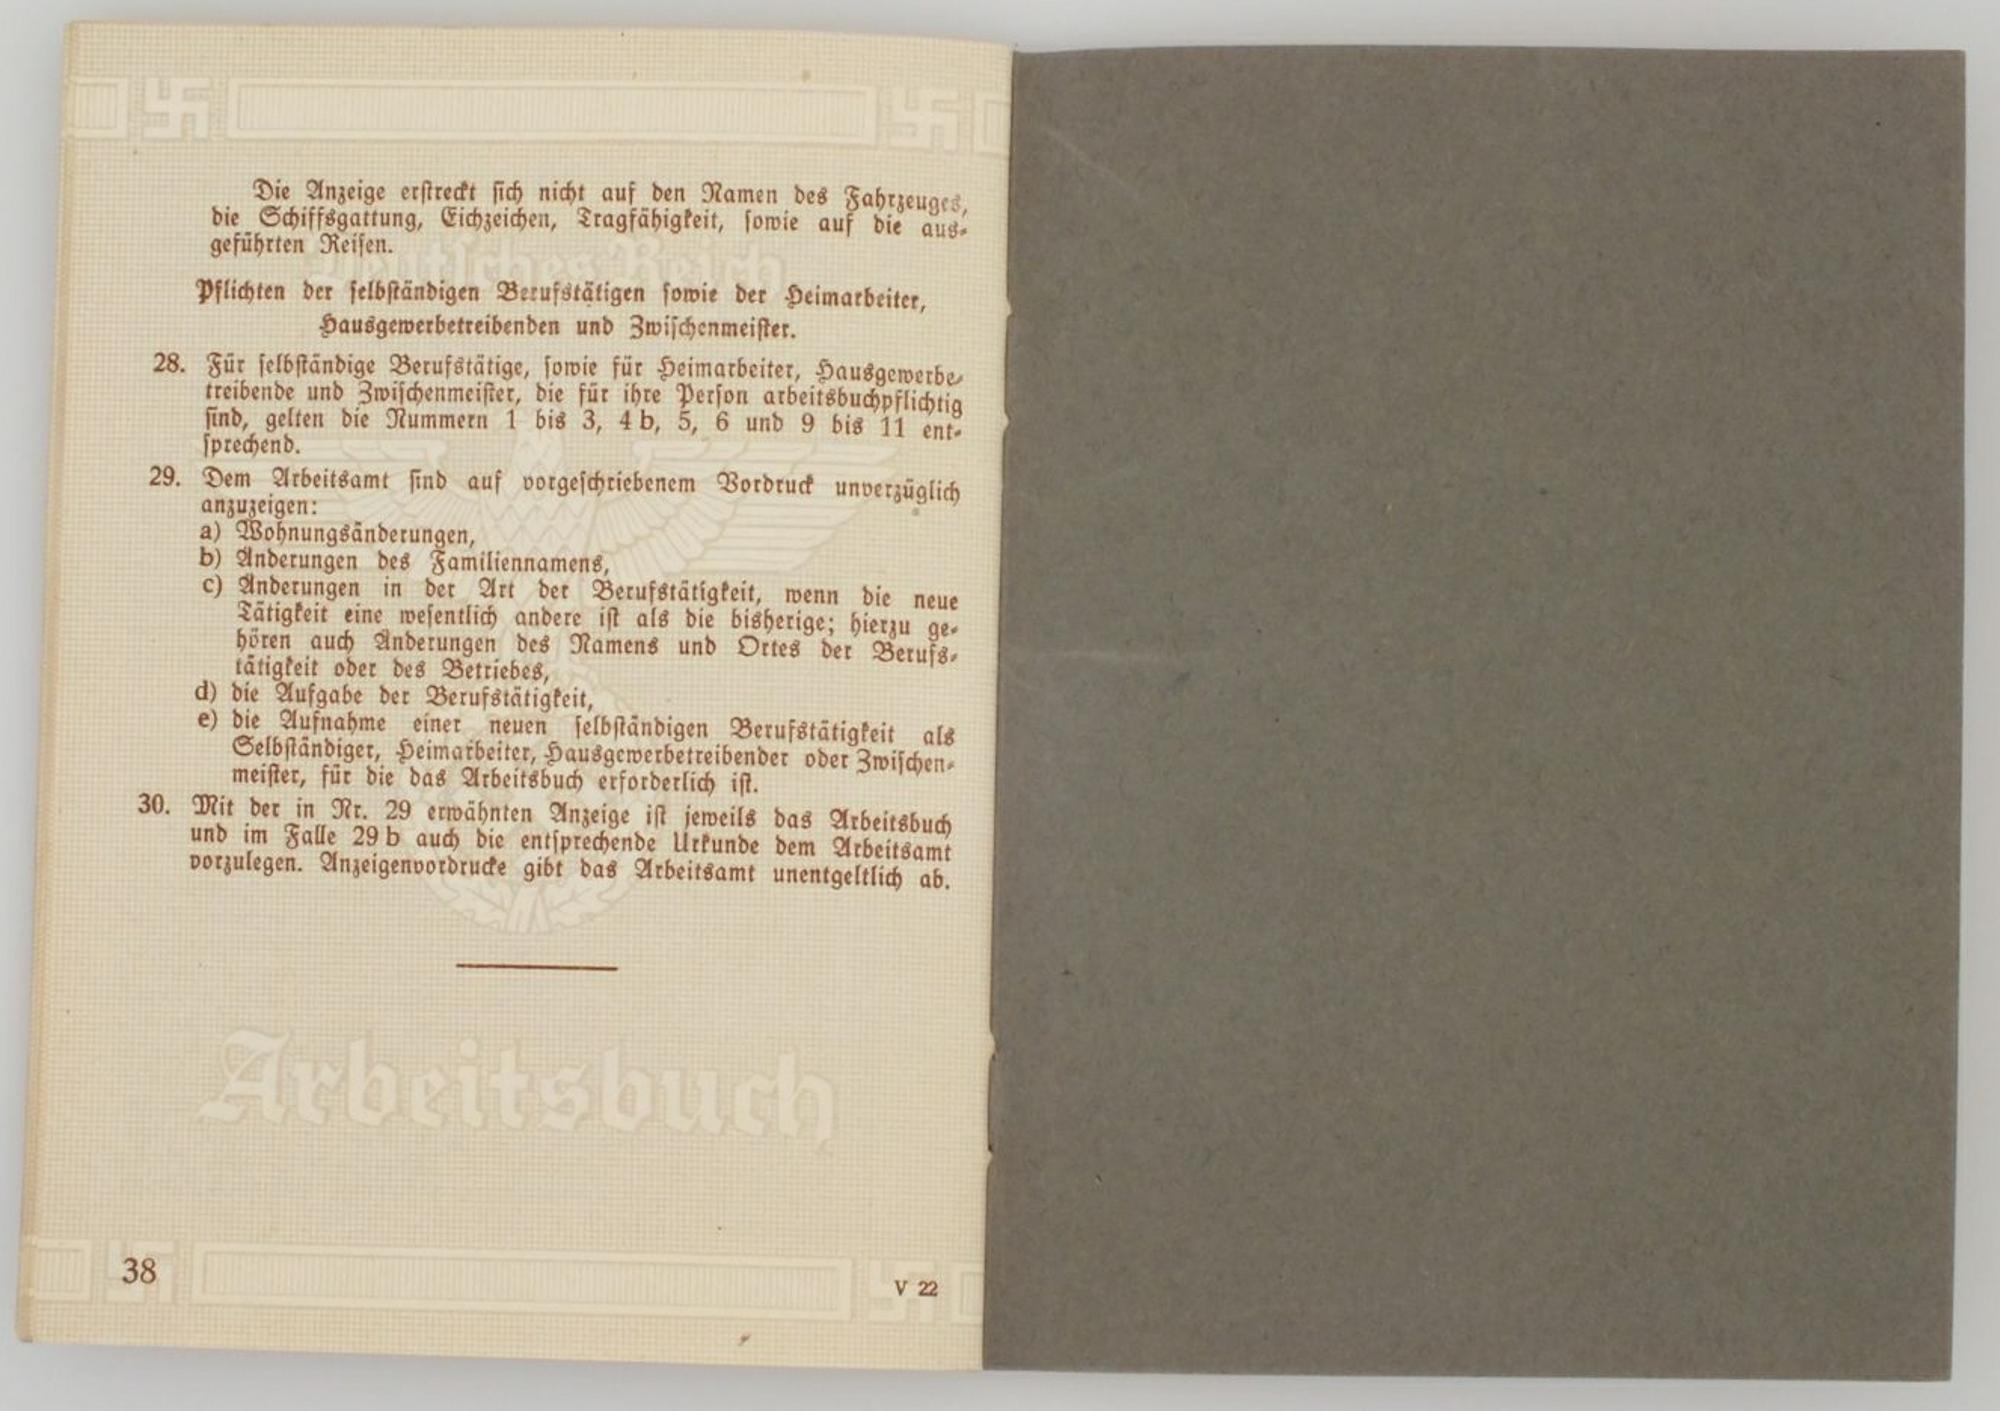 Die Anzeige erstreckt sich nicht auf den Namen des Fahrzeuges,
die Schiffsgattung, Eichzeichen, Tragfähigkeit, sowie auf die aus-
geführten Reisen.
Deutsches Reich
Pflichten der selbständigen Berufstätigen sowie der Heimarbeiter,
Hausgewerbetreibenden und Zwischenmeister.
28. Für selbständige Berufstätige, sowie für Heimarbeiter, Hausgewerbe-
treibende und Zwischenmeister, die für ihre Person arbeitsbuchpflichtig
sind, gelten die Nummern 1 bis 3, 4 b, 5, 6 und 9 bis 11 ent-
sprechend.
29. Dem Arbeitsamt sind auf vorgeschriebenem Vordruck unverzüglich
anzuzeigen:
a) Wohnungsänderungen,
b) Änderungen des Familiennamens,
c) Änderungen in der Art der Berufstätigkeit, wenn die neue
Tätigkeit eine wesentlich andere ist als die bisherige; hierzu ge-
hören auch Änderungen des Namens und Ortes der Berufs-
tätigkeit oder des Betriebes,
d) die Aufgabe der Berufstätigkeit,
e) die Aufnahme einer neuen selbständigen Berufstätigkeit als
Selbständiger, Heimarbeiter, Hausgewerbetreibender oder Zwischen-
meister, für die das Arbeitsbuch erforderlich ist.
30. Mit der in Nr. 29 erwähnten Anzeige ist jeweils das Arbeitsbuch
und im Falle 29 b auch die entsprechende Urkunde dem Arbeitsamt
vorzulegen. Anzeigenvordrucke gibt das Arbeitsamt unentgeltlich ab.
Arbeitsbuch
38
V 22